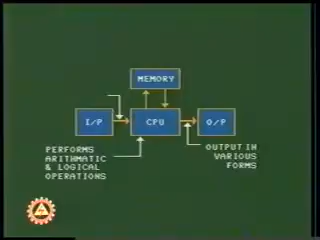 MEMORY
I/P
CPU
O/P
PERFORMS
ARITHMATIC
& LOGICAL
OPERATIONS
OUTPUT IN
VARIOUS
FORMS